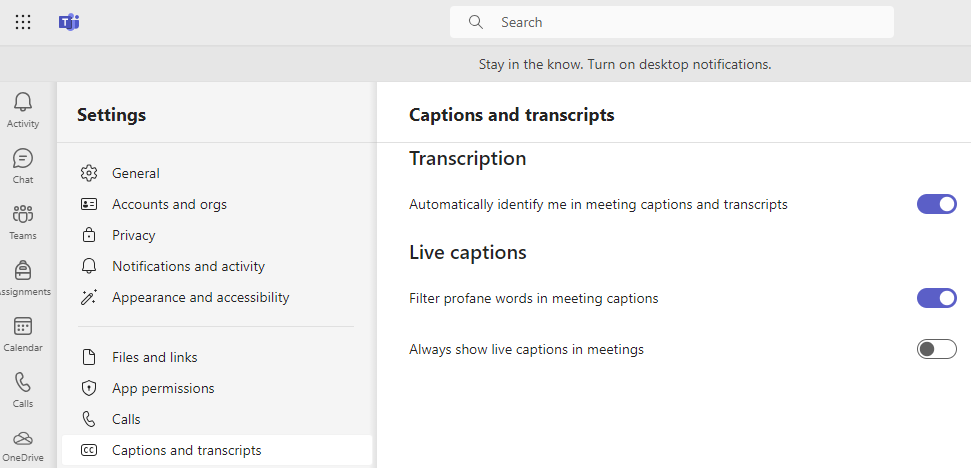 Search
Stay in the know. Turn on desktop notifications.
Activity
Chat
Teams
ssignments
Calendar
Calls
OneDrive
Settings
General
Accounts and orgs
Privacy
Notifications and activity
Appearance and accessibility
Files and links
App permissions
Calls
CC Captions and transcripts
Captions and transcripts
Transcription
Automatically identify me in meeting captions and transcripts
Live captions
Filter profane words in meeting captions
Always show live captions in meetings